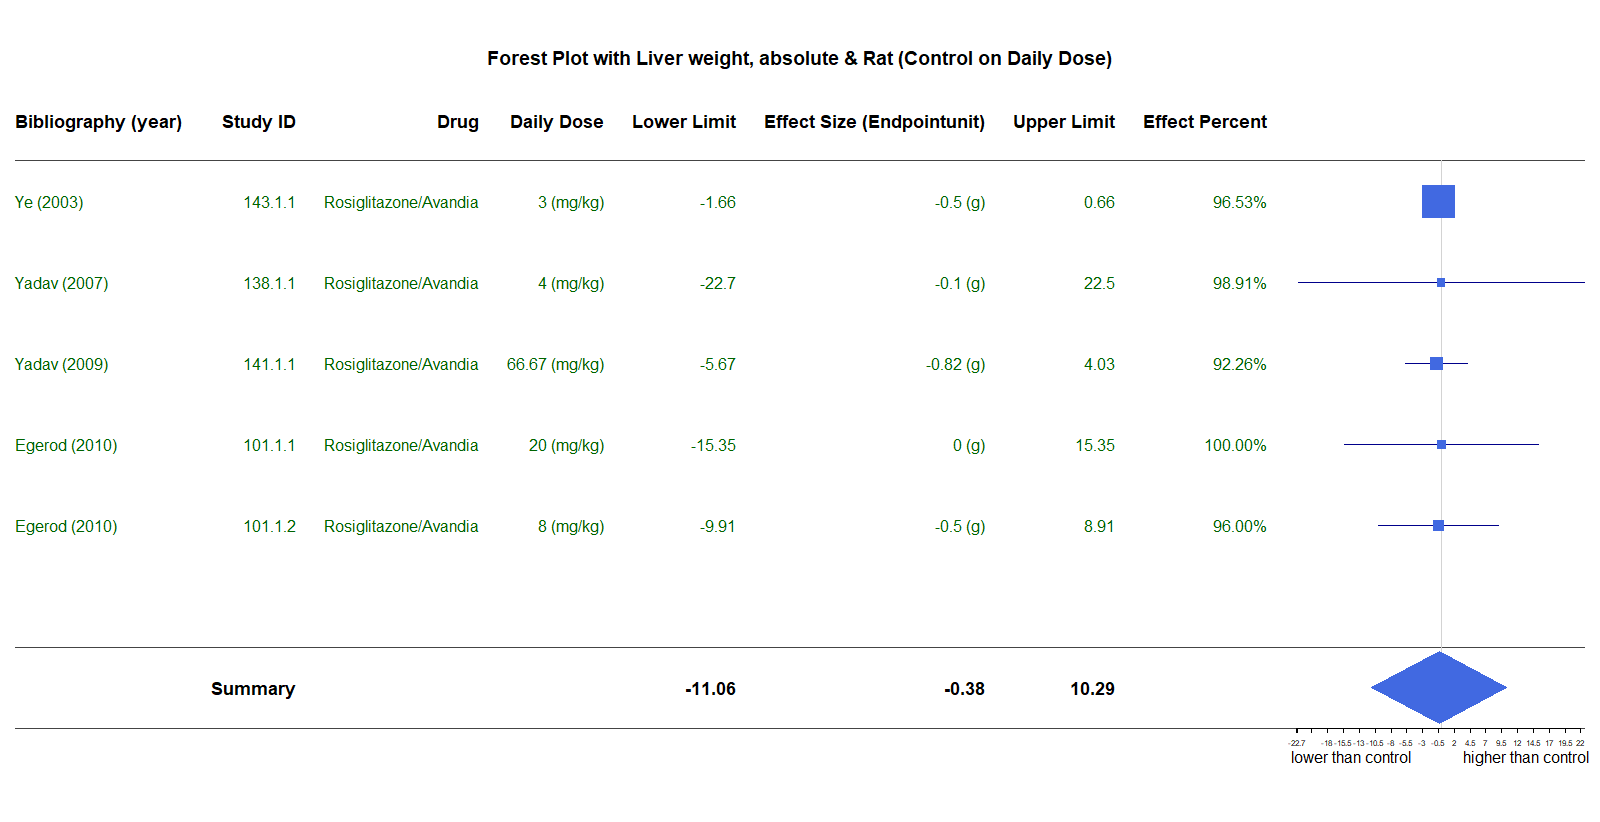 Forest Plot with Liver weight, absolute & Rat (Control on Daily Dose)
Bibliography (year) Study ID Drug Daily Dose Lower Limit Effect Size (Endpointunit) Upper Limit Effect Percent
Ye (2003) 143.1.1 Rosiglitazone/Avandia 3 (mg/kg) -1.66 -0.5 (g) 0.66 96.53%
Yadav (2007) 138.1.1 Rosiglitazone/Avandia 4 (mg/kg) -22.7 -0.1 (g) 22.5 98.91%
Yadav (2009) 141.1.1 Rosiglitazone/Avandia 66.67 (mg/kg) -5.67 -0.82 (g) 4.03 92.26%
Egerod (2010) 101.1.1 Rosiglitazone/Avandia 20 (mg/kg) -15.35 0 (g) 15.35 100.00%
Egerod (2010) 101.1.2 Rosiglitazone/Avandia 8 (mg/kg) -9.91 -0.5 (g) 8.91 96.00%
Summary -11.06 -0.38 10.29
-22.7 -18 -15.5 -13 -10.5 -8 -5.5 -3 -0.5 2 4.5 7 9.5 12 14.5 17 19.5 22
lower than control higher than control